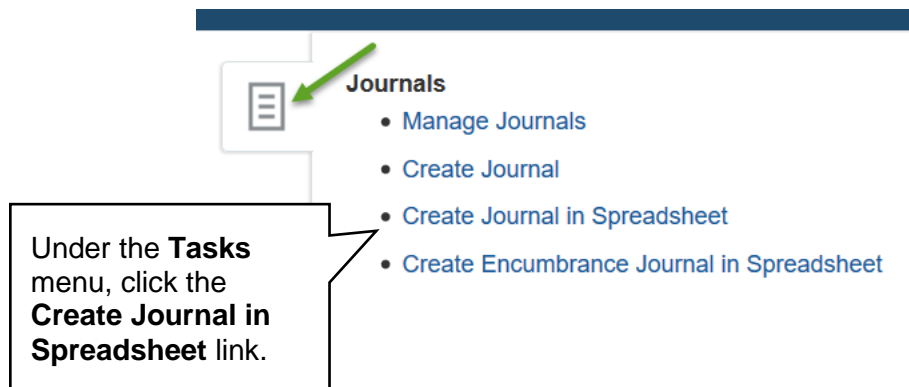 Journals
• Manage Journals
• Create Journal
• Create Journal in Spreadsheet
• Create Encumbrance Journal in Spreadsheet
Under the Tasks
menu, click the
Create Journal in
Spreadsheet link.